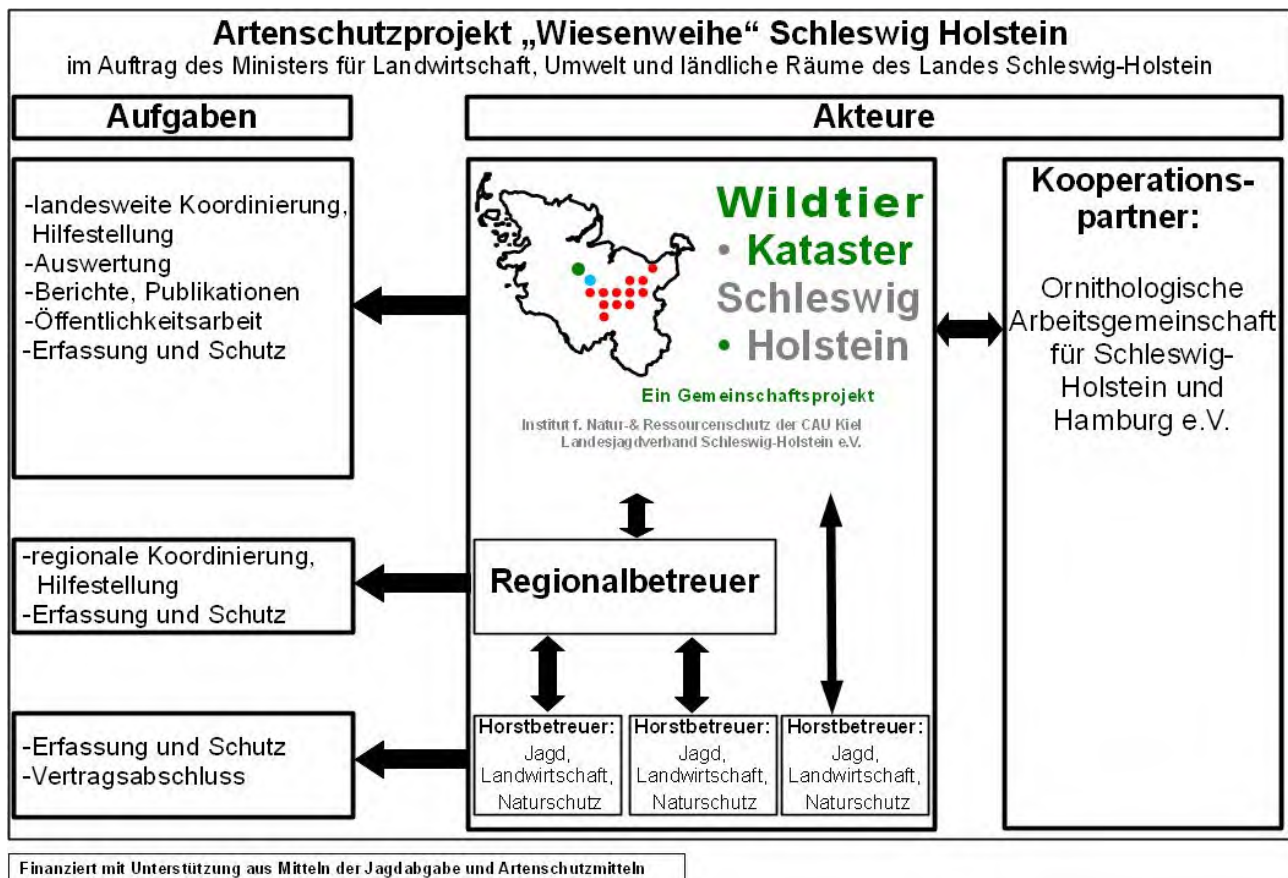 Artenschutzprojekt „Wiesenweihe“ Schleswig Holstein
im Auftrag des Ministers für Landwirtschaft, Umwelt und ländliche Räume des Landes Schleswig-Holstein
Aufgaben
Akteure
-landesweite Koordinierung,
Hilfestellung
-Auswertung
-Berichte, Publikationen
-Öffentlichkeitsarbeit
-Erfassung und Schutz
Wildtier
• Kataster
Schleswig
• Holstein
Ein Gemeinschaftsprojekt
Institut f. Natur-& Ressourcenschutz der CAU Kiel
Landesjagdverband Schleswig-Holstein e.V.
Kooperations-
partner:
Ornithologische
Arbeitsgemeinschaft
für Schleswig-
Holstein und
Hamburg e.V.
-regionale Koordinierung,
Hilfestellung
-Erfassung und Schutz
Regionalbetreuer
-Erfassung und Schutz
-Vertragsabschluss
Horstbetreuer:
Jagd,
Landwirtschaft,
Naturschutz
Horstbetreuer:
Jagd,
Landwirtschaft,
Naturschutz
Horstbetreuer:
Jagd,
Landwirtschaft,
Naturschutz
Finanziert mit Unterstützung aus Mitteln der Jagdabgabe und Artenschutzmitteln